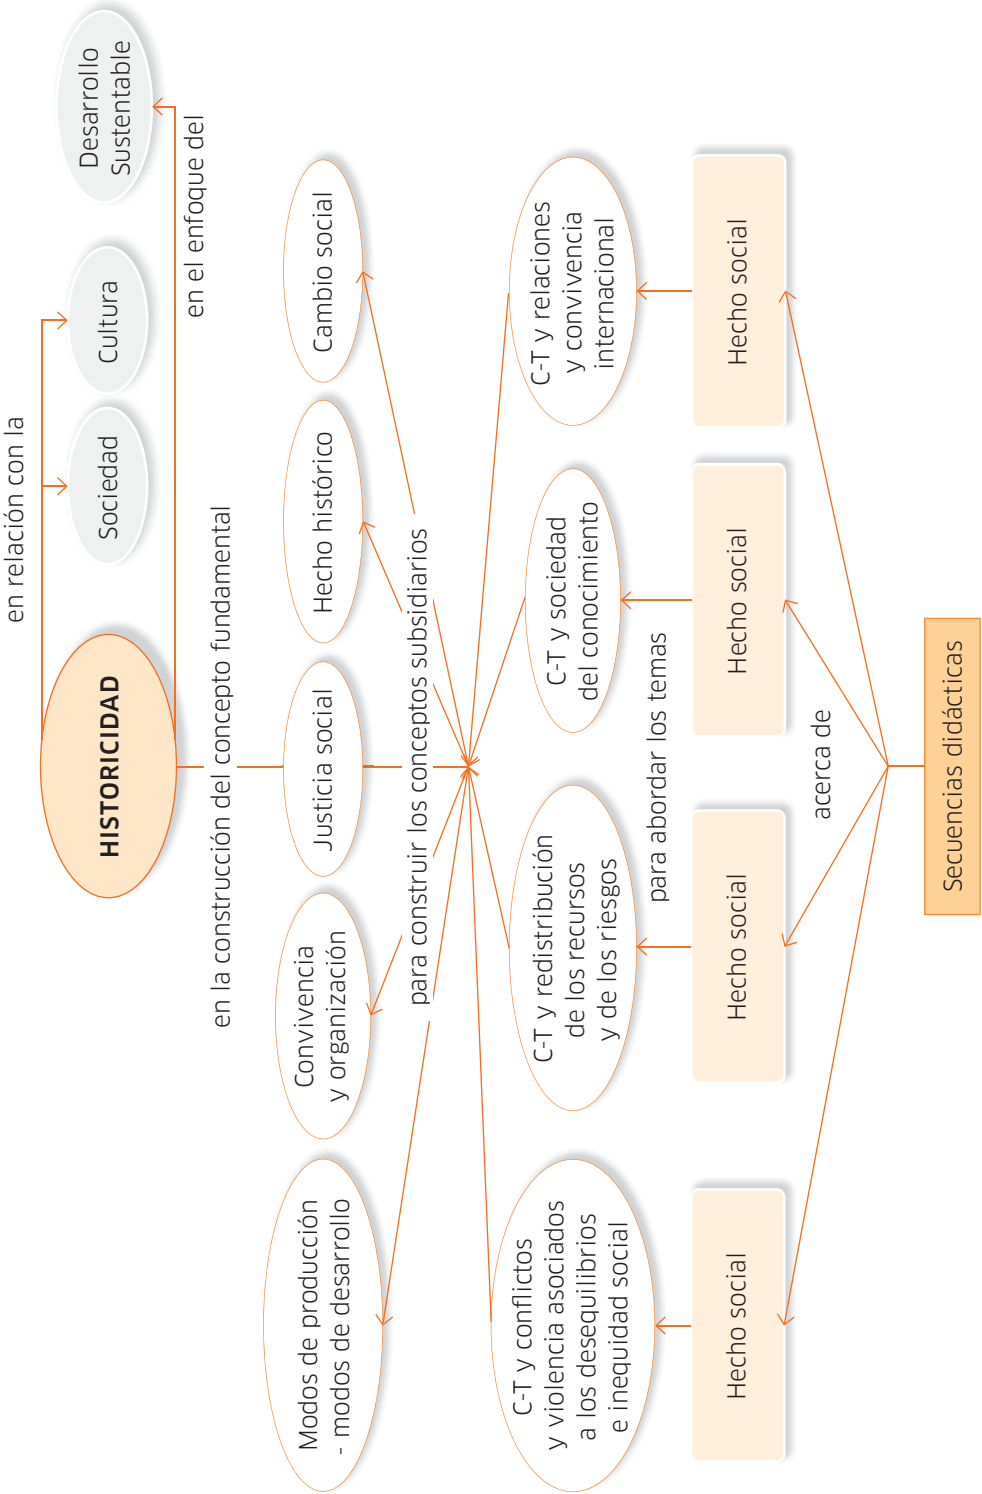 en relación con la
HISTORICIDAD
Sociedad
Cultura
Desarrollo
Sustentable
en el enfoque del
en la construcción del concepto fundamental
Modos de producción
- modos de desarrollo
Convivencia
y organización
Justicia social
Hecho histórico
Cambio social
para construir los conceptos subsidiarios
C-T y conflictos
y violencia asociados
a los desequilibrios
e inequidad social
C-T y redistribución
de los recursos
y de los riesgos
C-T y sociedad
del conocimiento
C-T y relaciones
y convivencia
internacional
para abordar los temas
Hecho social
Hecho social
Hecho social
Hecho social
acerca de
Secuencias didácticas